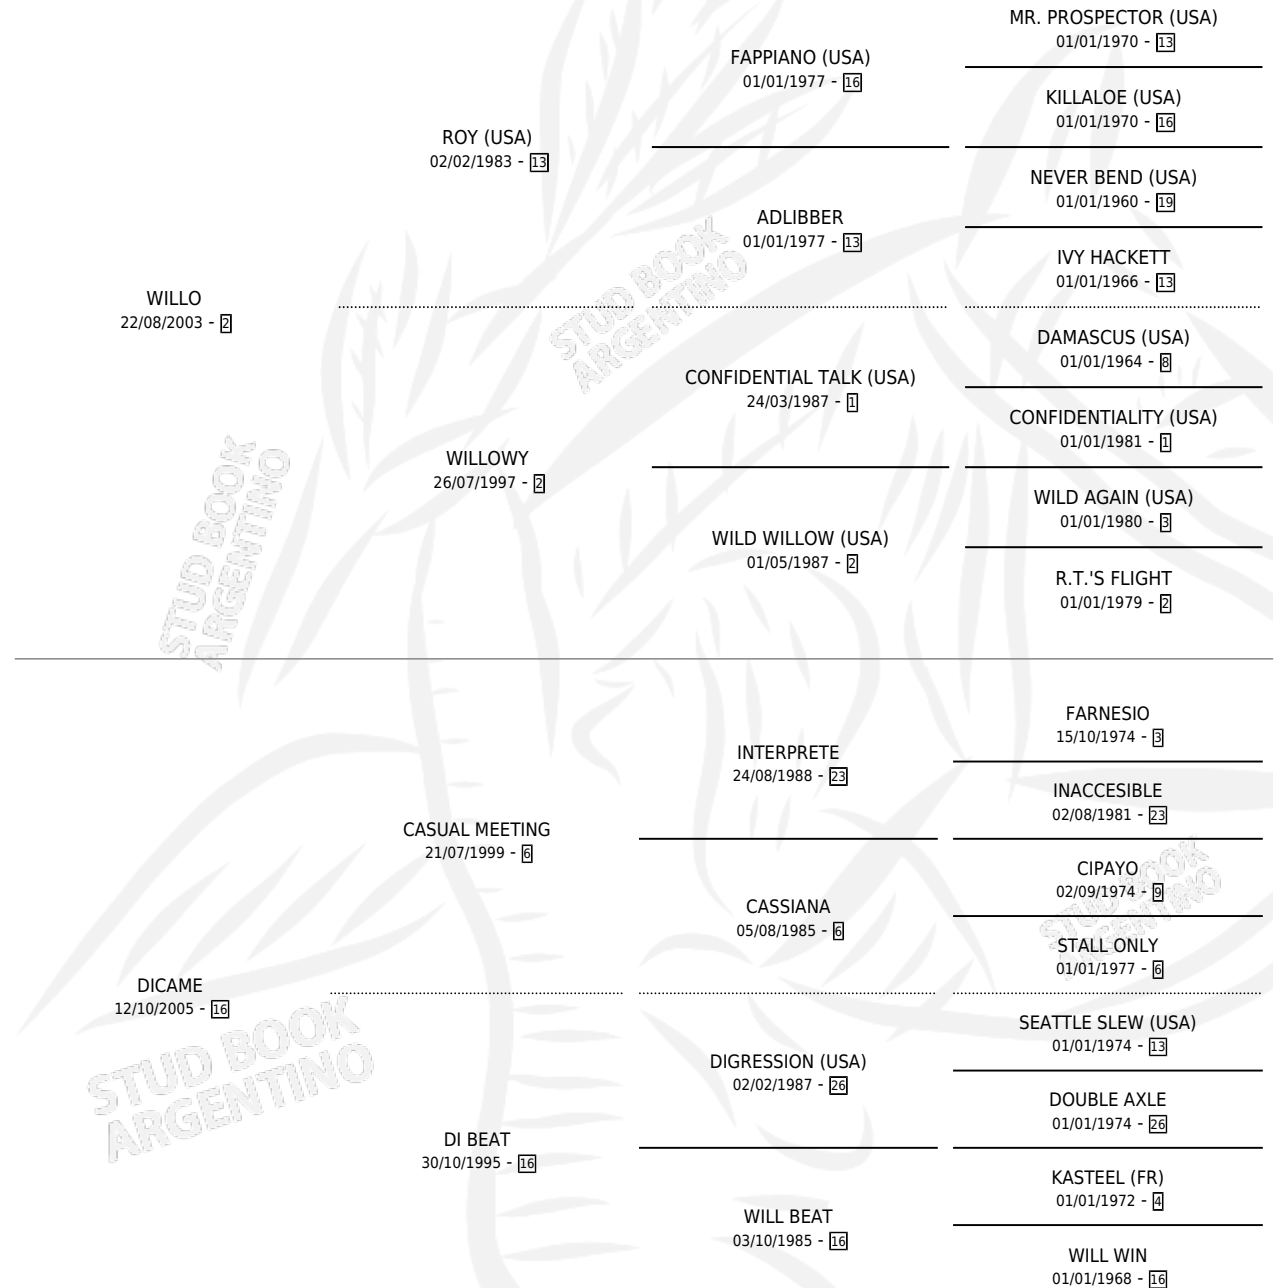 MR. PROSPECTOR (USA)
01/01/1970 - 13
FAPPIANO (USA)
01/01/1977 - 16
KILLALOE (USA)
01/01/1970 - 16
ROY (USA)
02/02/1983 - 13
NEVER BEND (USA)
01/01/1960 - 19
ADLIBBER
01/01/1977 - 13
IVY HACKETT
01/01/1966 - 13
WILLO
22/08/2003 - 2
DAMASCUS (USA)
01/01/1964 - 8
CONFIDENTIAL TALK (USA)
24/03/1987 - 1
CONFIDENTIALITY (USA)
01/01/1981 - 1
WILLOWY
26/07/1997 - 2
WILD AGAIN (USA)
01/01/1980 - 3
WILD WILLOW (USA)
01/05/1987 - 2
R.T.'S FLIGHT
01/01/1979 - 2
STUD BOOK
ARGENTINO
STUD BOOK
ARGENTINO
FARNESIO
15/10/1974 - 3
INTERPRETE
24/08/1988 - 23
INACCESIBLE
02/08/1981 - 23
CASUAL MEETING
21/07/1999 - 6
CIPAYO
02/09/1974 - 9
CASSIANA
05/08/1985 - 6
STALL ONLY
01/01/1977 - 6
DICAME
12/10/2005 - 16
SEATTLE SLEW (USA)
01/01/1974 - 13
DIGRESSION (USA)
02/02/1987 - 26
DOUBLE AXLE
01/01/1974 - 26
DI BEAT
30/10/1995 - 16
KASTEEL (FR)
01/01/1972 - 4
WILL BEAT
03/10/1985 - 16
WILL WIN
01/01/1968 - 16
STUD BOOK
ARGENTINO
STUD BOOK
ARGENTINO